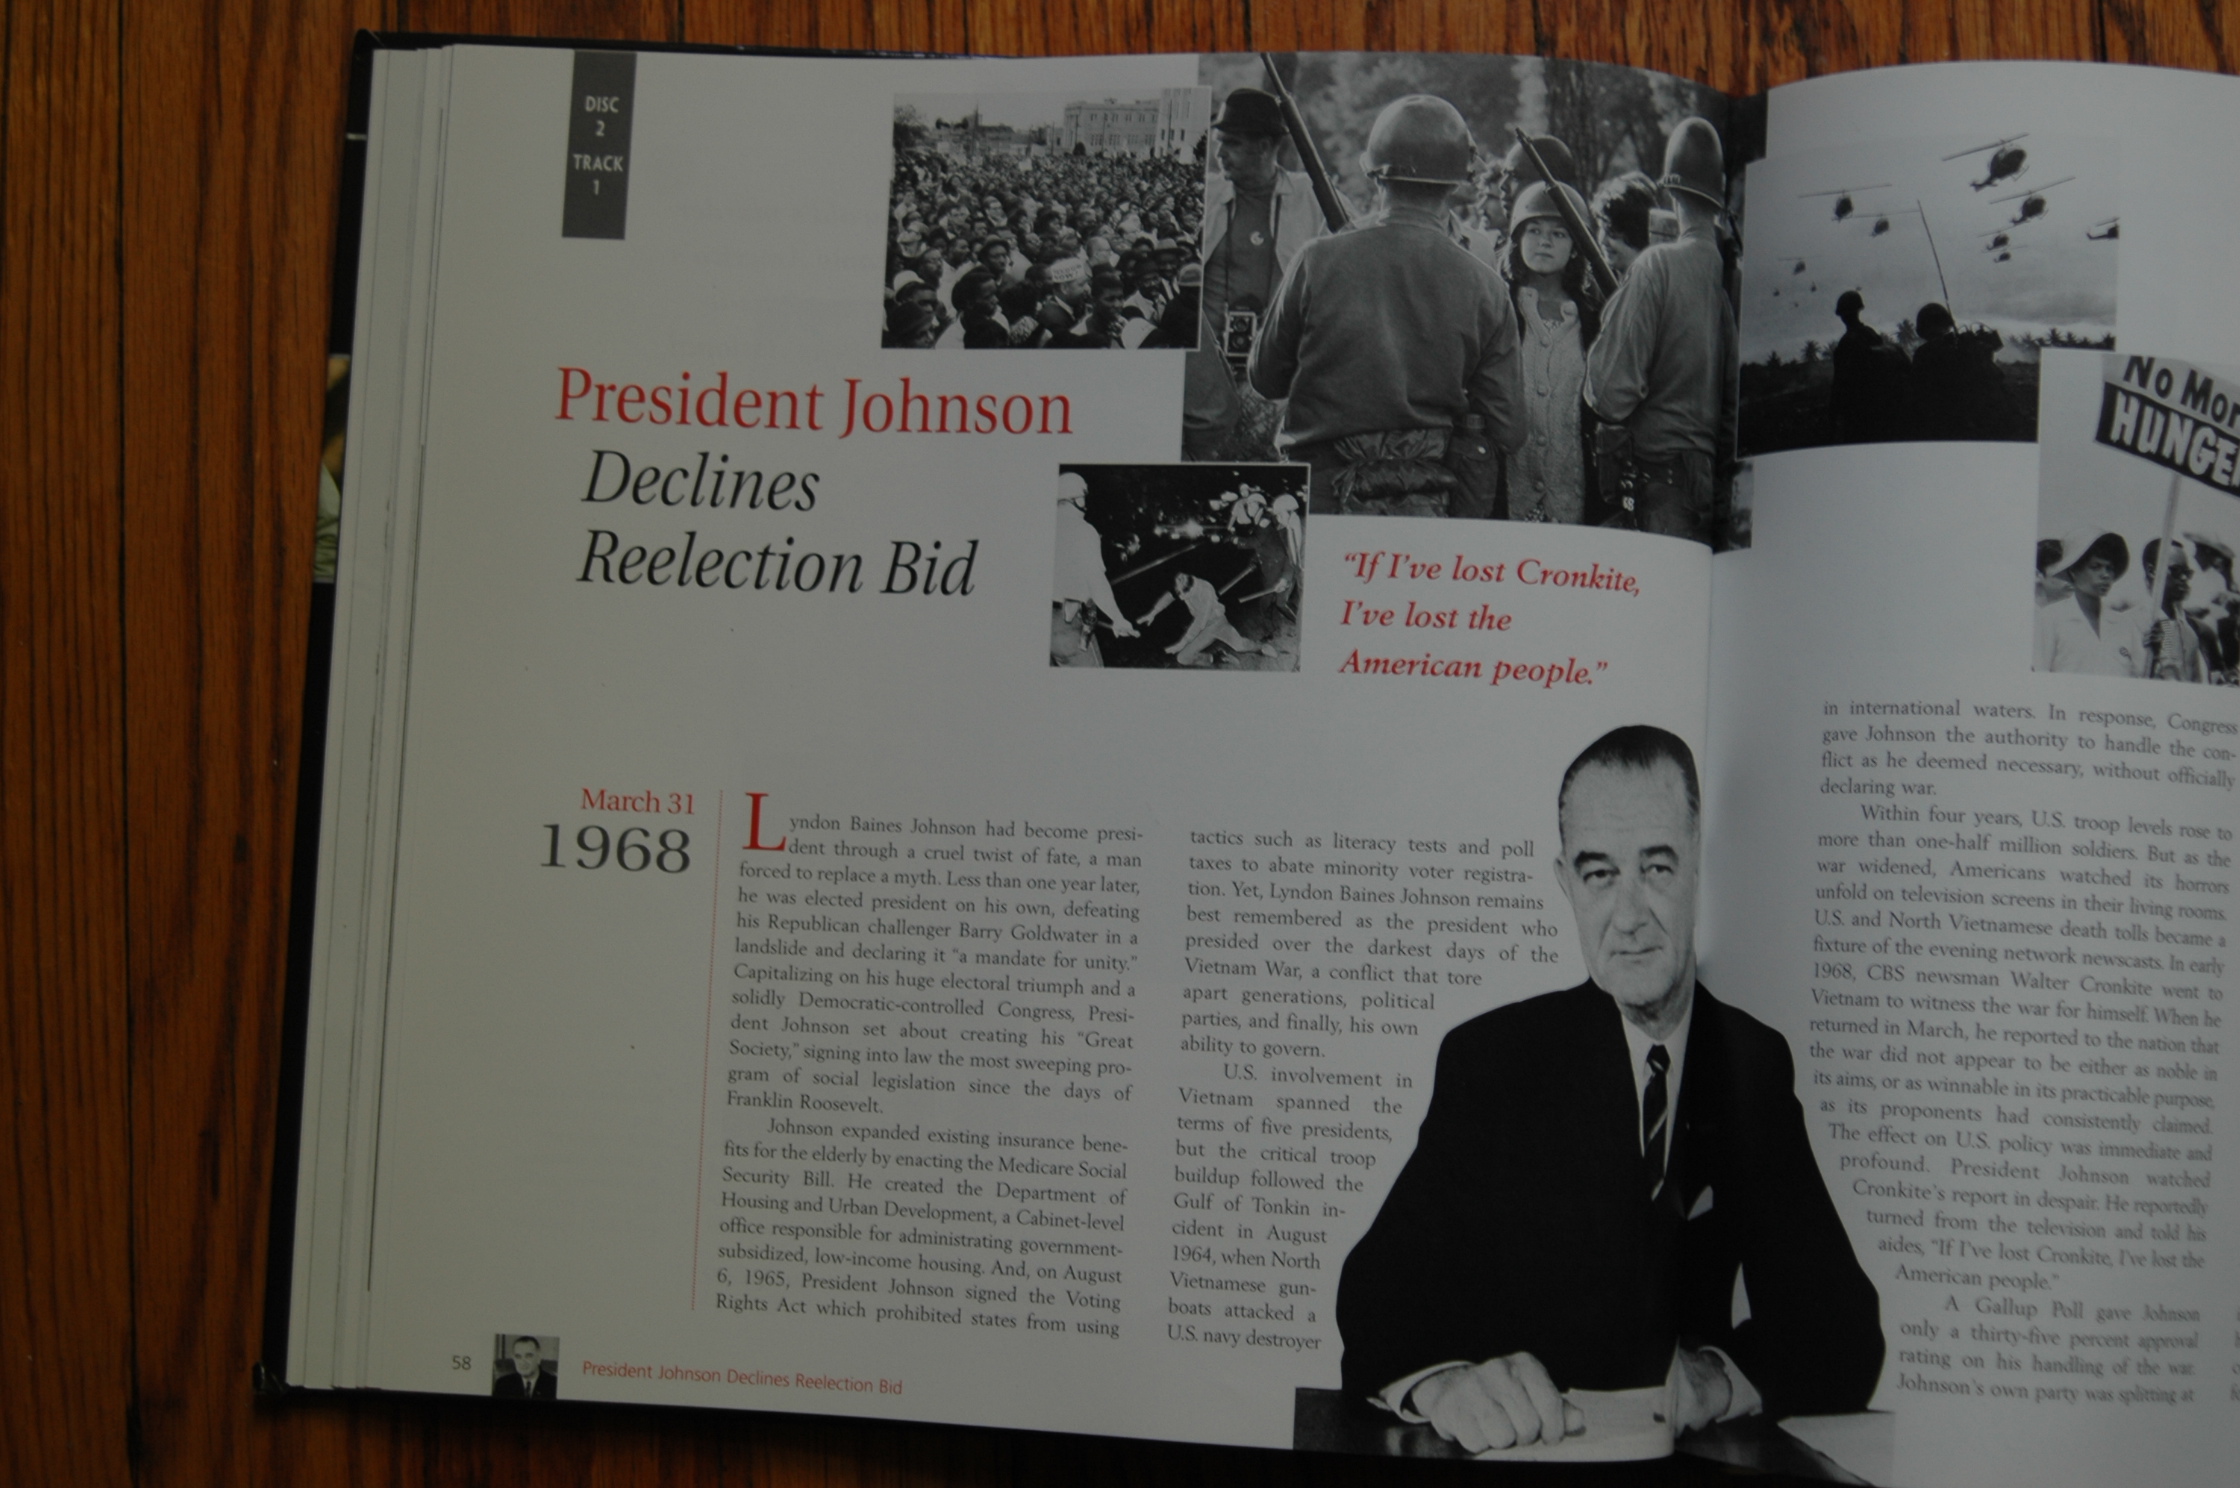 DISC
2
TRACK
1
President Johnson
Declines
Reelection Bid
"If I've lost Cronkite,
I've lost the
American people."
March 31
1968
Lyndon Baines Johnson had become presi-
dent through a cruel twist of fate, a man
forced to replace a myth. Less than one year later,
he was elected president on his own, defeating
his Republican challenger Barry Goldwater in a
landslide and declaring it "a mandate for unity."
Capitalizing on his huge electoral triumph and a
solidly Democratic-controlled Congress, Presi-
dent Johnson set about creating his "Great
Society," signing into law the most sweeping pro-
gram of social legislation since the days of
Franklin Roosevelt.
Johnson expanded existing insurance bene-
fits for the elderly by enacting the Medicare Social
Security Bill. He created the Department of
Housing and Urban Development, a Cabinet-level
office responsible for administrating government-
subsidized, low-income housing. And, on August
6, 1965, President Johnson signed the Voting
Rights Act which prohibited states from using
tactics such as literacy tests and poll
taxes to abate minority voter registra-
tion. Yet, Lyndon Baines Johnson remains
best remembered as the president who
presided over the darkest days of the
Vietnam War, a conflict that tore
apart generations, political
parties, and finally, his own
ability to govern.
U.S. involvement in
Vietnam spanned the
terms of five presidents,
but the critical troop
buildup followed the
Gulf of Tonkin in-
cident in August
1964, when North
Vietnamese gun-
boats attacked a
U.S. navy destroyer
58
President Johnson Declines Reelection Bid
No
HUNGE
in international waters. In response, Congress
gave Johnson the authority to handle the con-
flict as he deemed necessary, without officially
declaring war.
Within four years, U.S. troop levels rose to
more than one-half million soldiers. But as the
war widened, Americans watched its horrors
unfold on television screens in their living rooms.
U.S. and North Vietnamese death tolls became a
fixture of the evening network newscasts. In early
1968, CBS newsman Walter Cronkite went to
Vietnam to witness the war for himself. When he
returned in March, he reported to the nation that
the war did not appear to be either as noble in
its aims, or as winnable in its practicable purpose,
as its proponents had consistently claimed.
The effect on U.S. policy was immediate and
profound. President Johnson watched
Cronkite's report in despair. He reportedly
turned from the television and told his
aides, "If I've lost Cronkite, I've lost the
American people."
A Gallup Poll gave Johnson
only a thirty-five percent approval
rating on his handling of the war.
Johnson's own party was splitting at